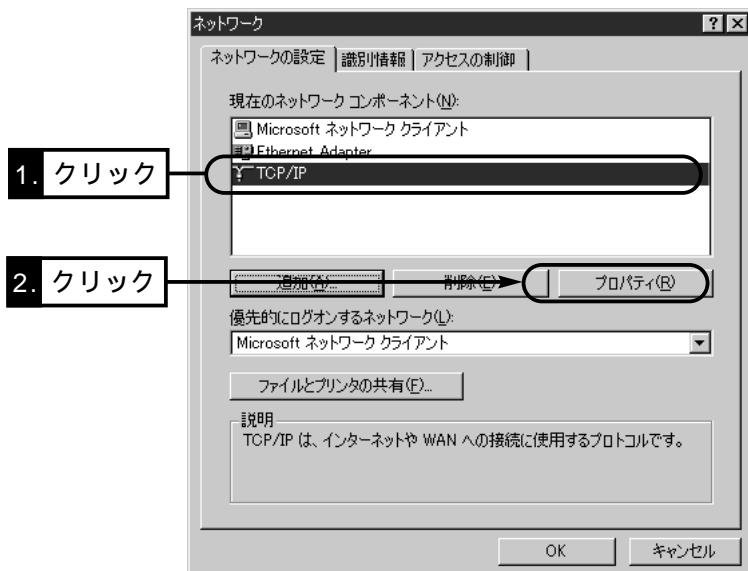 ネットワーク
ネットワークの設定 識別情報 アクセスの制御
現在のネットワーク コンポーネント(N):
Microsoft ネットワーク クライアント
Ethernet Adapter
1. クリック
TCP/IP
2. クリック
追加(A)... 削除(E) プロパティ(R)
優先的にログオンするネットワーク(L):
Microsoft ネットワーク クライアント
ファイルとプリンタの共有(F)...
説明
TCP/IP は、インターネットや WAN への接続に使用するプロトコルです。
OK キャンセル